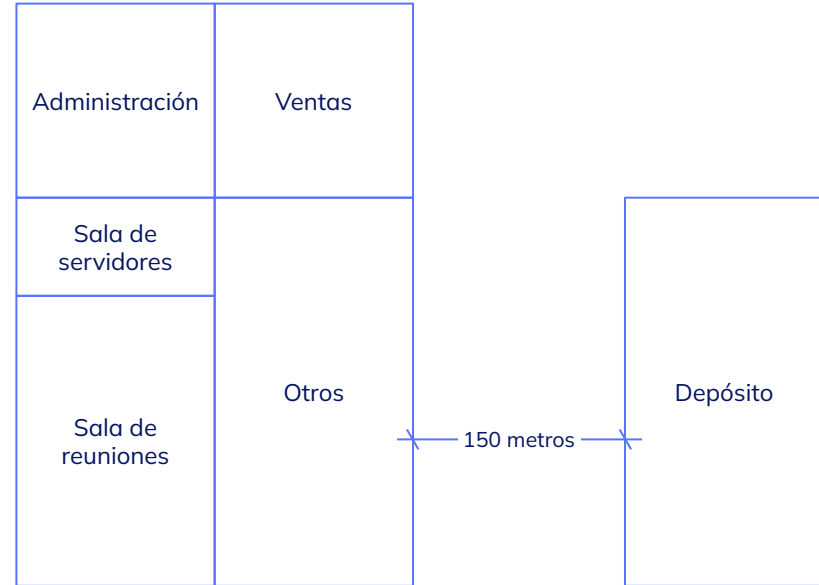 Administración
Ventas
Sala de
servidores
Otros
Depósito
Sala de
reuniones
150 metros